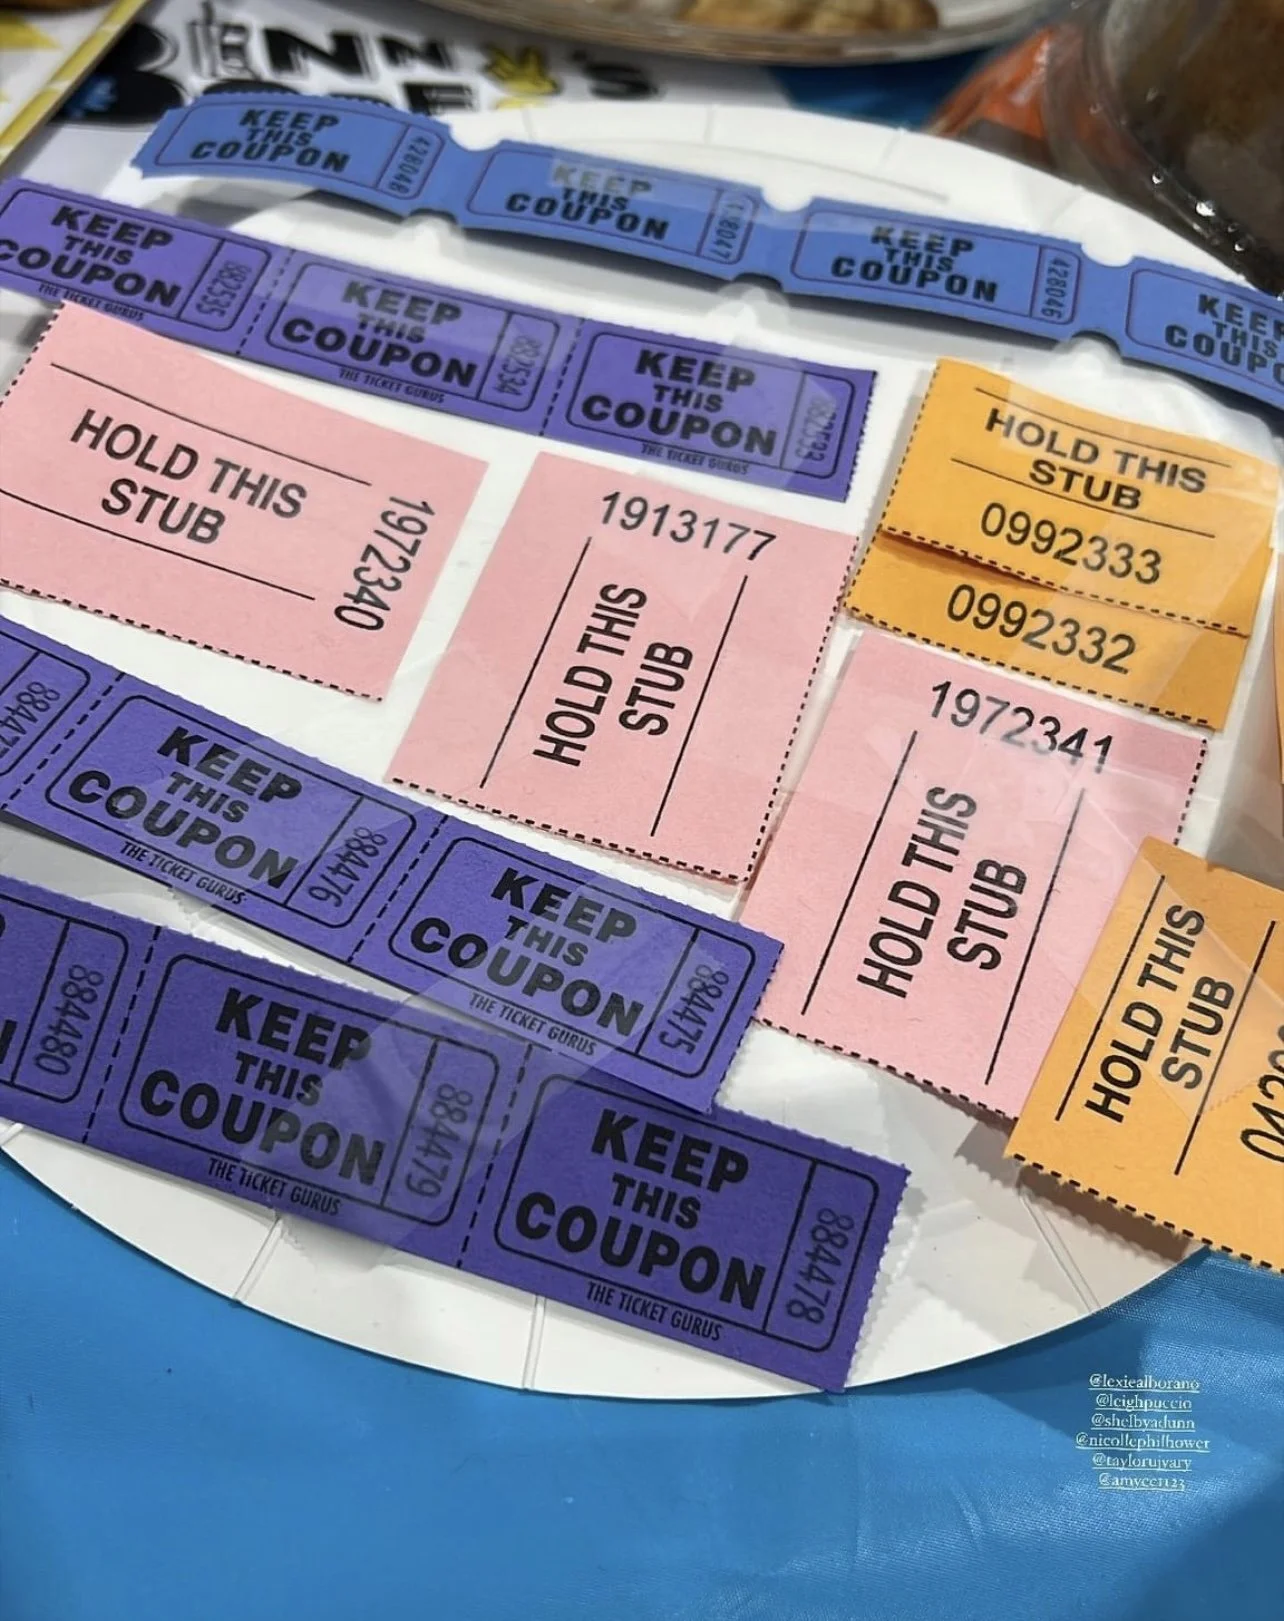 BENNY'S
KEEP
THIS
COUPON
428048
KEEP
THIS
COUPON
428047
KEEP
THIS
COUPON
428046
KEEP
THIS
KEEP
THIS
COUPON
THE TICKET GURUS
882535
KEEP
THIS
COUPON
THE TICKET GURUS
882534
KEEP
THIS
COUPON
THE TICKET GURUS
882533
HOLD THIS
STUB
1972340
1913177
HOLD THIS
STUB
HOLD THIS
STUB
0992333
0992332
1972341
HOLD THIS
STUB
HOLD THIS
STUB
KEEP
THIS
COUPON
THE TICKET GURUS
884476
KEEP
THIS
COUPON
THE TICKET GURUS
884475
884480
KEEP
THIS
COUPON
THE TICKET GURUS
884479
KEEP
THIS
COUPON
THE TICKET GURUS
884478
@lexiealborano
@leighpuccio
@shelbyadunn
@nicollephilhower
@taylorujvary
@amycc1123